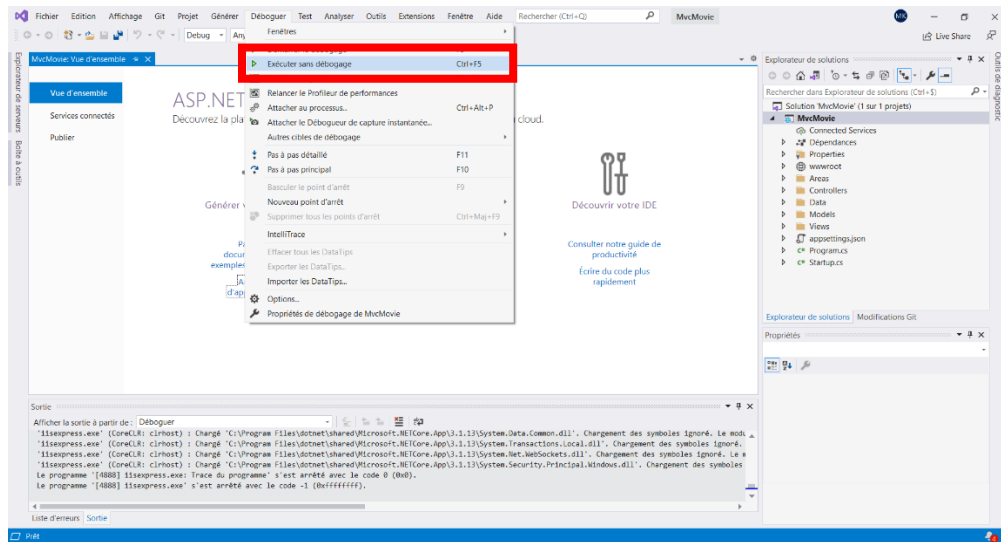 Fichier Edition Affichage Git Projet Générer Déboguer Test Analyser Outils Extensions Fenêtre Aide Rechercher (Ctrl+Q) MvcMovie MK
Debug Any Live Share
Fenêtres
Exécuter sans débogage Ctrl+F5
Relancer le Profileur de performances
Attacher au processus... Ctrl+Alt+P
Attacher le Débogueur de capture instantanée...
Autres cibles de débogage
Pas à pas détaillé F11
Pas à pas principal F10
Basculer le point d'arrêt F9
Nouveau point d'arrêt
Supprimer tous les points d'arrêt Ctrl+Maj+F9
IntelliTrace
Effacer tous les DataTips
Exporter les DataTips...
Importer les DataTips...
Options...
Propriétés de débogage de MvcMovie
Explorateur de serveurs
Boîte à outils
MvcMovie: Vue d'ensemble
Vue d'ensemble
Services connectés
Publier
ASP.NET
Découvrez la pla
cloud.
Générer
docu
exemples
d'ap
Découvrir votre IDE
Consulter notre guide de
productivité
Écrire du code plus
rapidement
Explorateur de solutions
Rechercher dans Explorateur de solutions (Ctrl+$)
Solution 'MvcMovie' (1 sur 1 projets)
MvcMovie
Connected Services
Dépendances
Properties
wwwroot
Areas
Controllers
Data
Models
Views
appsettings.json
C# Program.cs
C# Startup.cs
Explorateur de solutions Modifications Git
Propriétés
Outils de diagnostic
Sortie
Afficher la sortie à partir de : Déboguer
'iisexpress.exe' (CoreCLR: clrhost) : Chargé 'C:\Program Files\dotnet\shared\Microsoft.NETCore.App\3.1.13\System.Data.Common.dll'. Chargement des symboles ignoré. Le modu
'iisexpress.exe' (CoreCLR: clrhost) : Chargé 'C:\Program Files\dotnet\shared\Microsoft.NETCore.App\3.1.13\System.Transactions.Local.dll'. Chargement des symboles ignoré.
'iisexpress.exe' (CoreCLR: clrhost) : Chargé 'C:\Program Files\dotnet\shared\Microsoft.NETCore.App\3.1.13\System.Net.WebSockets.dll'. Chargement des symboles ignoré. Le m
'iisexpress.exe' (CoreCLR: clrhost) : Chargé 'C:\Program Files\dotnet\shared\Microsoft.NETCore.App\3.1.13\System.Security.Principal.Windows.dll'. Chargement des symboles
Le programme '[4888] iisexpress.exe: Trace du programme' s'est arrêté avec le code 0 (0x0).
Le programme '[4888] iisexpress.exe' s'est arrêté avec le code -1 (0xffffffff).
Liste d'erreurs Sortie
Prêt